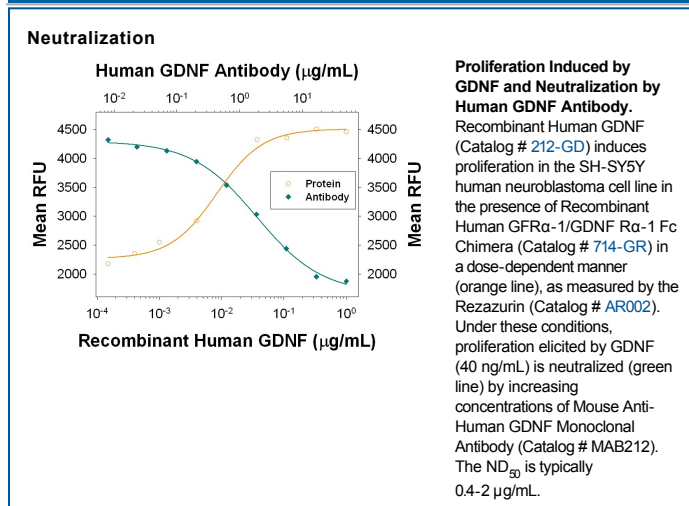 Neutralization
Human GDNF Antibody (µg/mL)
10⁻² 10⁻¹ 10⁰ 10¹
4500 4500
4000 4000
3500 3500
3000 3000
2500 2500
2000 2000
Mean RFU
Mean RFU
Protein
Antibody
10⁻⁴ 10⁻³ 10⁻² 10⁻¹ 10⁰
Recombinant Human GDNF (µg/mL)
Proliferation Induced by
GDNF and Neutralization by
Human GDNF Antibody.
Recombinant Human GDNF
(Catalog # 212-GD) induces
proliferation in the SH-SY5Y
human neuroblastoma cell line in
the presence of Recombinant
Human GFRα-1/GDNF Rα-1 Fc
Chimera (Catalog # 714-GR) in
a dose-dependent manner
(orange line), as measured by the
Rezazurin (Catalog # AR002).
Under these conditions,
proliferation elicited by GDNF
(40 ng/mL) is neutralized (green
line) by increasing
concentrations of Mouse Anti-
Human GDNF Monoclonal
Antibody (Catalog # MAB212).
The ND₅₀ is typically
0.4-2 µg/mL.